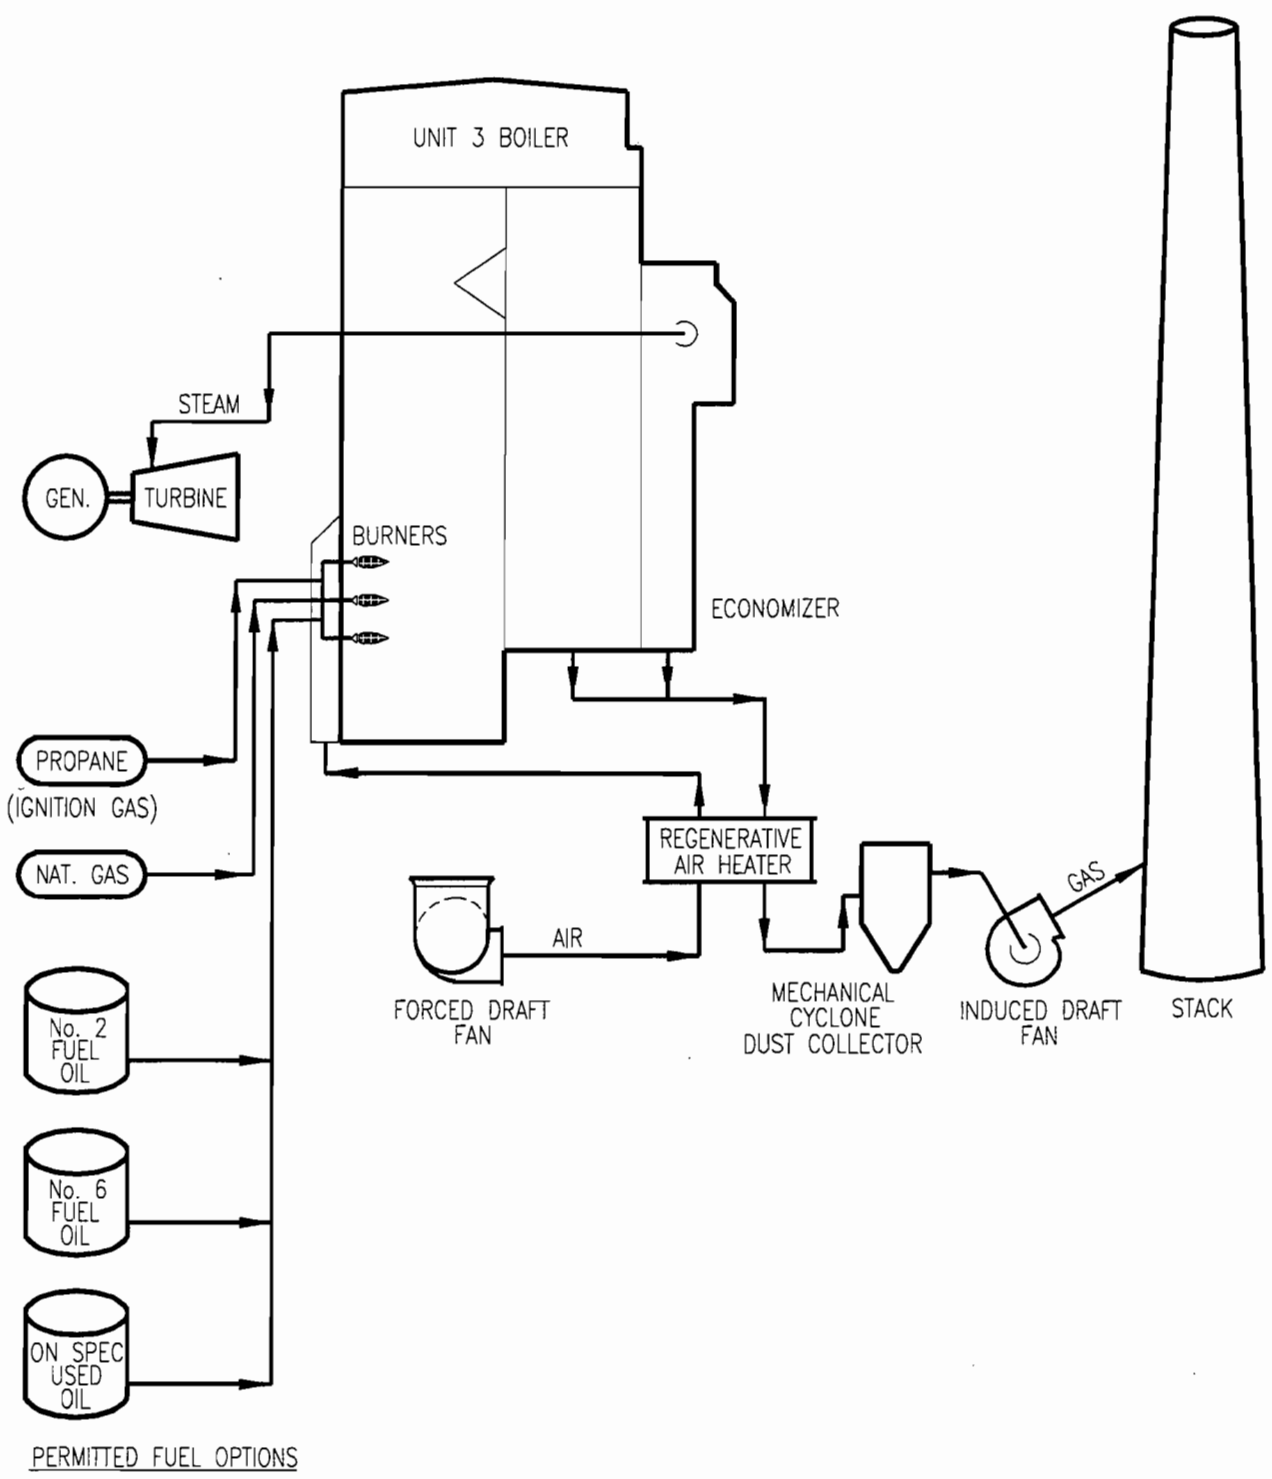 UNIT 3 BOILER
STEAM
GEN.
TURBINE
BURNERS
ECONOMIZER
PROPANE
(IGNITION GAS)
NAT. GAS
REGENERATIVE
AIR HEATER
GAS
AIR
FORCED DRAFT
FAN
MECHANICAL
CYCLONE
DUST COLLECTOR
INDUCED DRAFT
FAN
STACK
No. 2
FUEL
OIL
No. 6
FUEL
OIL
ON SPEC
USED
OIL
PERMITTED FUEL OPTIONS